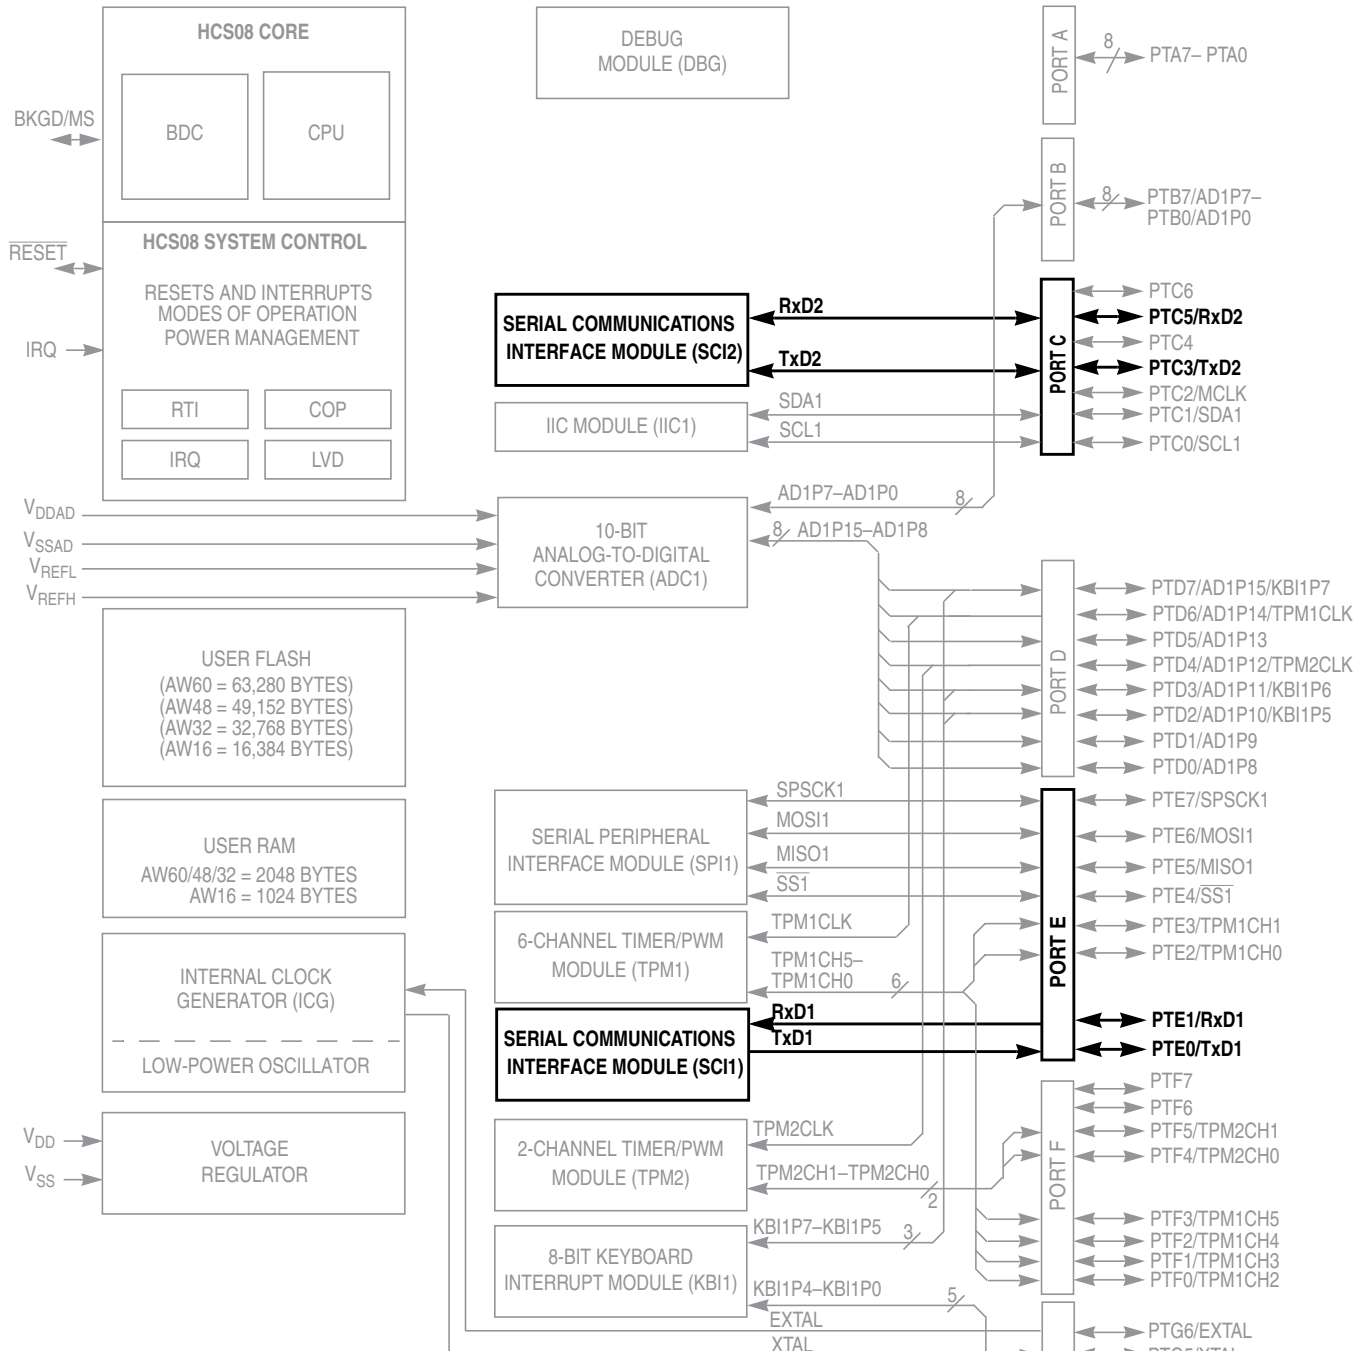 HCS08 CORE
BDC
CPU
BKGD/MS
HCS08 SYSTEM CONTROL
RESET
RESETS AND INTERRUPTS
MODES OF OPERATION
POWER MANAGEMENT
IRQ
RTI
COP
IRQ
LVD
VDDAD
VSSAD
VREFL
VREFH
USER FLASH
(AW60 = 63,280 BYTES)
(AW48 = 49,152 BYTES)
(AW32 = 32,768 BYTES)
(AW16 = 16,384 BYTES)
USER RAM
AW60/48/32 = 2048 BYTES
AW16 = 1024 BYTES
INTERNAL CLOCK
GENERATOR (ICG)
LOW-POWER OSCILLATOR
VDD
VSS
VOLTAGE
REGULATOR
DEBUG
MODULE (DBG)
SERIAL COMMUNICATIONS
INTERFACE MODULE (SCI2)
RxD2
TxD2
IIC MODULE (IIC1)
SDA1
SCL1
10-BIT
ANALOG-TO-DIGITAL
CONVERTER (ADC1)
AD1P7–AD1P0
8
8
AD1P15–AD1P8
SERIAL PERIPHERAL
INTERFACE MODULE (SPI1)
SPSCK1
MOSI1
MISO1
SS1
6-CHANNEL TIMER/PWM
MODULE (TPM1)
TPM1CLK
TPM1CH5–
TPM1CH0
6
SERIAL COMMUNICATIONS
INTERFACE MODULE (SCI1)
RxD1
TxD1
2-CHANNEL TIMER/PWM
MODULE (TPM2)
TPM2CLK
TPM2CH1–TPM2CH0
2
8-BIT KEYBOARD
INTERRUPT MODULE (KBI1)
KBI1P7–KBI1P5
3
KBI1P4–KBI1P0
5
EXTAL
XTAL
PORT A
8
PTA7– PTA0
PORT B
8
PTB7/AD1P7–
PTB0/AD1P0
PORT C
PTC6
PTC5/RxD2
PTC4
PTC3/TxD2
PTC2/MCLK
PTC1/SDA1
PTC0/SCL1
PORT D
PTD7/AD1P15/KBI1P7
PTD6/AD1P14/TPM1CLK
PTD5/AD1P13
PTD4/AD1P12/TPM2CLK
PTD3/AD1P11/KBI1P6
PTD2/AD1P10/KBI1P5
PTD1/AD1P9
PTD0/AD1P8
PORT E
PTE7/SPSCK1
PTE6/MOSI1
PTE5/MISO1
PTE4/SS1
PTE3/TPM1CH1
PTE2/TPM1CH0
PTE1/RxD1
PTE0/TxD1
PORT F
PTF7
PTF6
PTF5/TPM2CH1
PTF4/TPM2CH0
PTF3/TPM1CH5
PTF2/TPM1CH4
PTF1/TPM1CH3
PTF0/TPM1CH2
PTG6/EXTAL